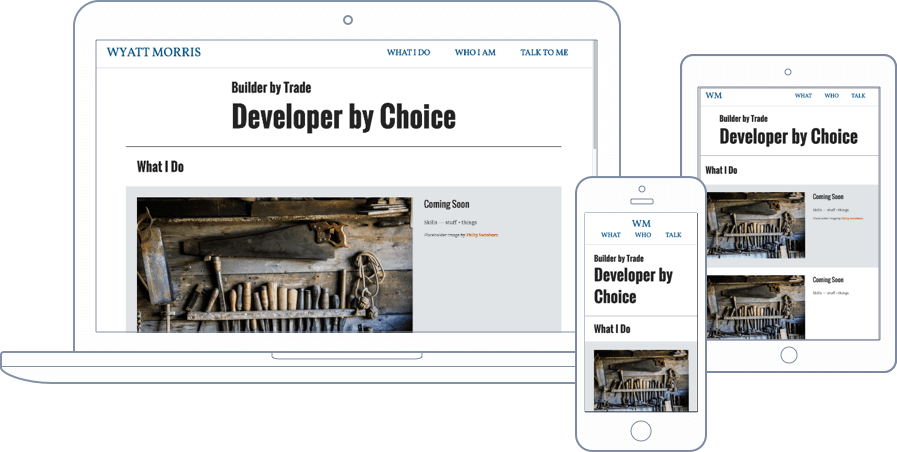 WYATT MORRIS
WHAT I DO WHO I AM TALK TO ME
Builder by Trade
Developer by Choice
What I Do
Coming Soon
Skills — stuff • things
Placeholder image by
WM
WHAT WHO TALK
Builder by Trade
Developer by Choice
What I Do
Coming Soon
Skills — stuff • things
Placeholder image by
Coming Soon
Skills — stuff • things
WM
WHAT WHO TALK
Builder by Trade
Developer by
Choice
What I Do